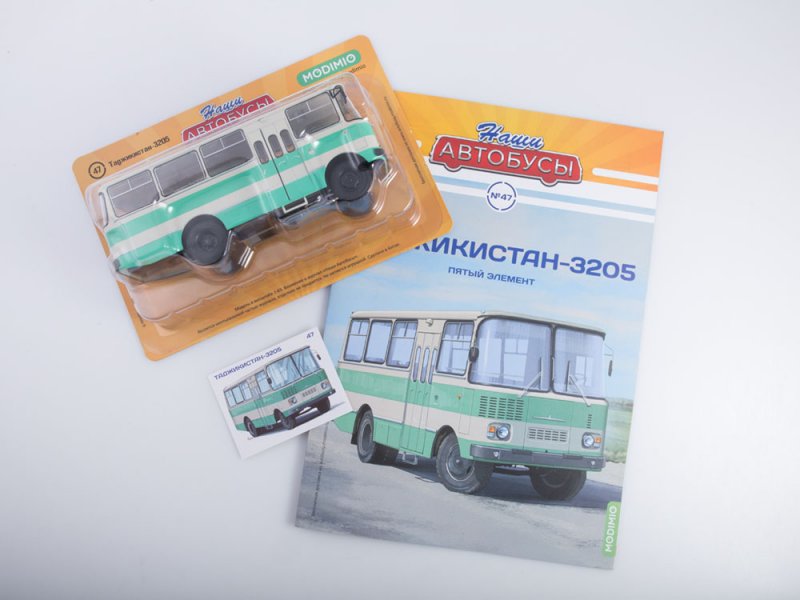 MODIMIO
Наши
АВТОБУСЫ
47
Таджикистан-3205
Наши
АВТОБУСЫ
№47
ЖИКИСТАН-3205
ПЯТЫЙ ЭЛЕМЕНТ
ТАДЖИКИСТАН-3205
47
MODIMIO